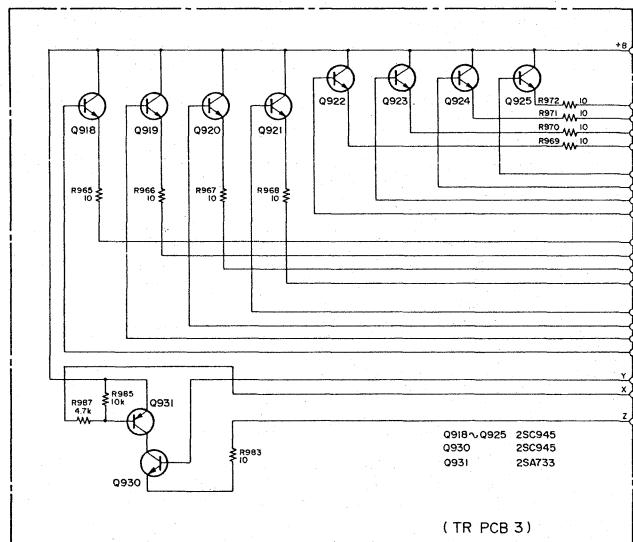 +B
Q918
Q919
Q920
Q921
Q922
Q923
Q924
Q925
R972 10
R971 10
R970 10
R969 10
R965 10
R966 10
R967 10
R968 10
Y
X
Z
R987 4.7k
R985 10k
Q931
Q930
R983 10
Q918~Q925 2SC945
Q930 2SC945
Q931 2SA733
(TR PCB 3)